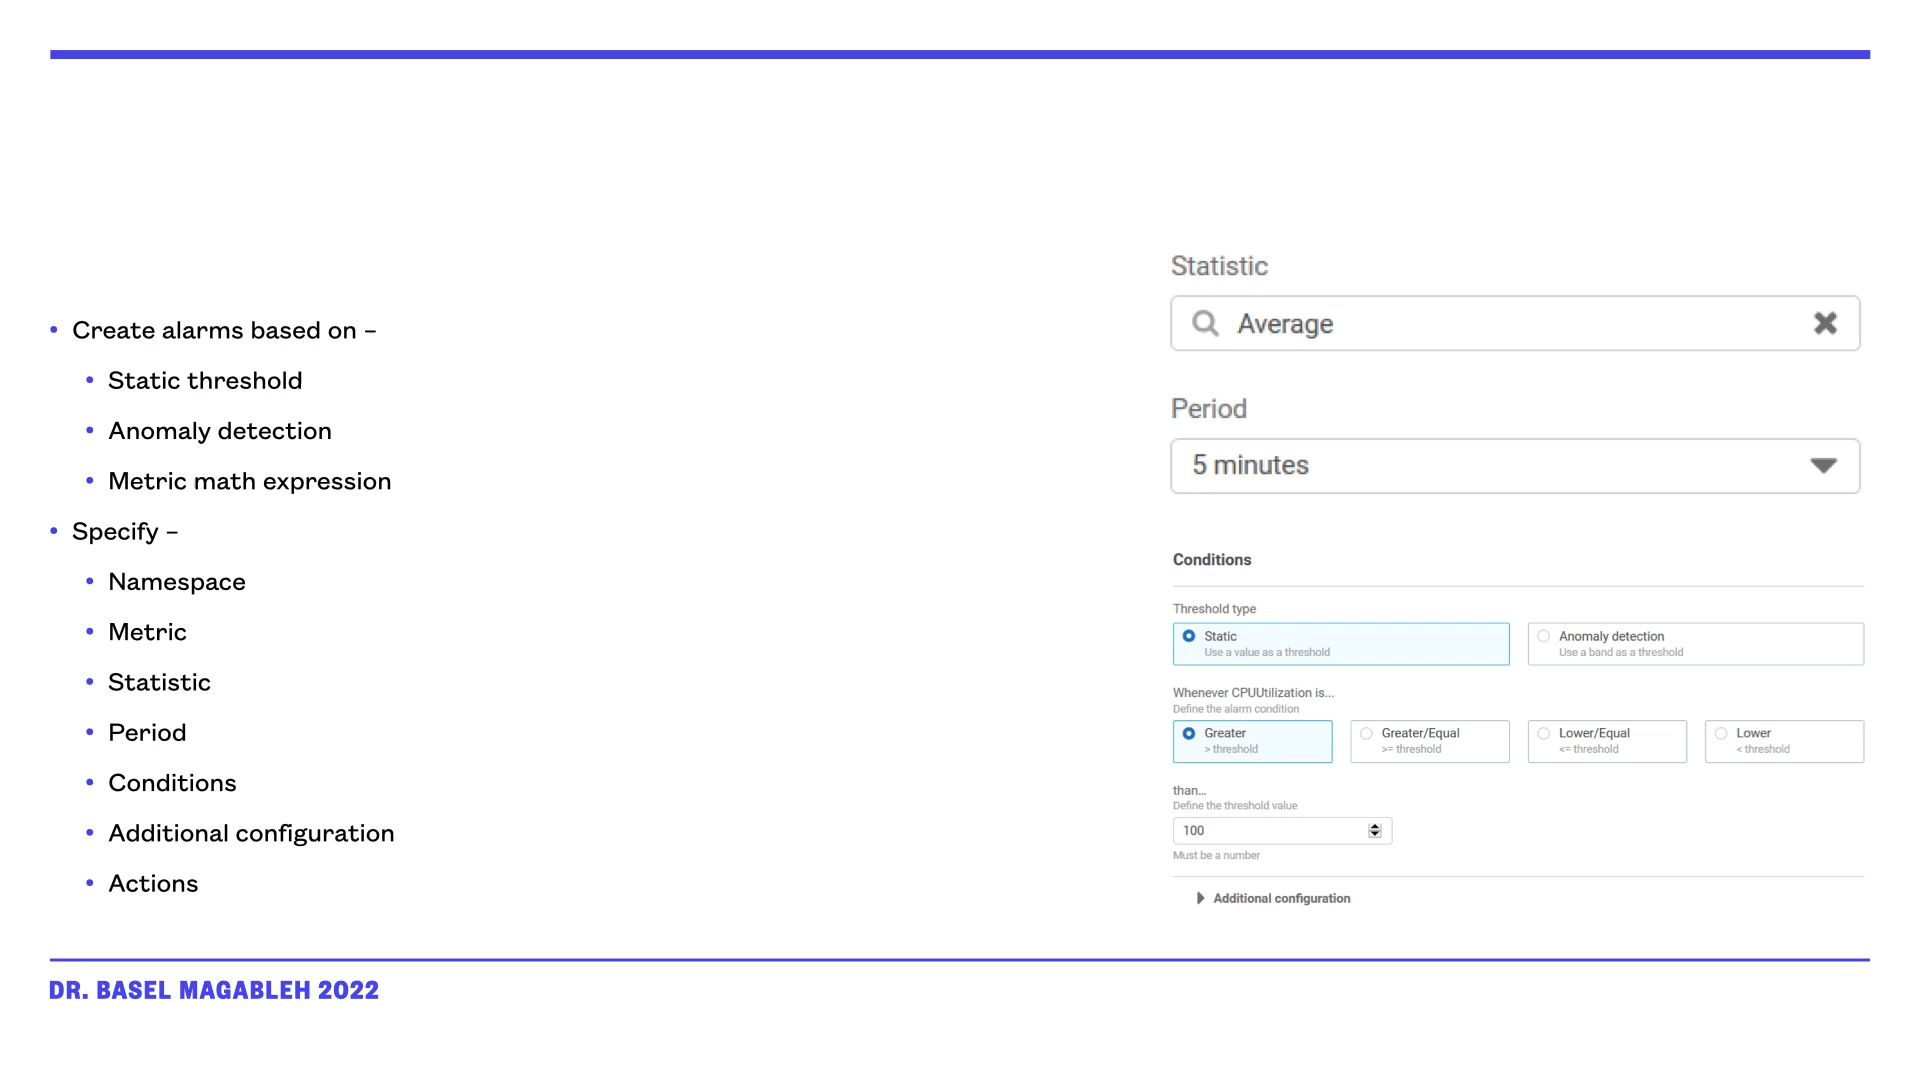 • Create alarms based on –
• Static threshold
• Anomaly detection
• Metric math expression
• Specify –
• Namespace
• Metric
• Statistic
• Period
• Conditions
• Additional configuration
• Actions
Statistic
Average
Period
5 minutes
Conditions
Threshold type
Static
Use a value as a threshold
Anomaly detection
Use a band as a threshold
Whenever CPUUtilization is...
Define the alarm condition
Greater
> threshold
Greater/Equal
>= threshold
Lower/Equal
<= threshold
Lower
< threshold
than...
Define the threshold value
100
Must be a number
Additional configuration
DR. BASEL MAGABLEH 2022